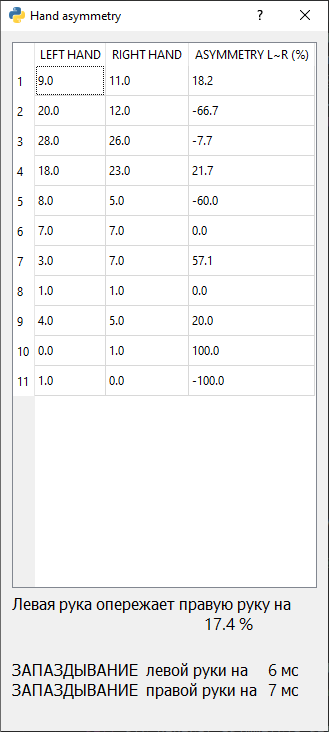 Hand asymmetry ?
LEFT HAND RIGHT HAND ASYMMETRY L~R (%)
1 9.0 11.0 18.2
2 20.0 12.0 -66.7
3 28.0 26.0 -7.7
4 18.0 23.0 21.7
5 8.0 5.0 -60.0
6 7.0 7.0 0.0
7 3.0 7.0 57.1
8 1.0 1.0 0.0
9 4.0 5.0 20.0
10 0.0 1.0 100.0
11 1.0 0.0 -100.0
Левая рука опережает правую руку на
17.4 %
ЗАПАЗДЫВАНИЕ левой руки на 6 мс
ЗАПАЗДЫВАНИЕ правой руки на 7 мс